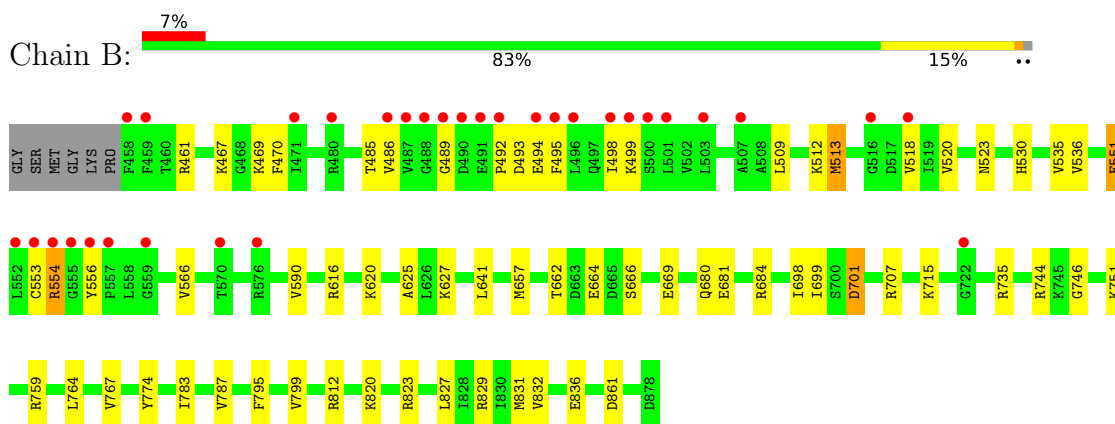 7%
Chain B:
83% 15% ••
GLY SER MET GLY LYS PRO F458 F459 T460 R461 K467 G468 K469 F470 I471 R480 T485 V486 V487 G488 G489 D490 E491 P492 D493 E494 F495 L496 Q497 I498 K499 S500 L501 V502 L503 A507 A508 L509 K512 M513 G516 D517 V518 I519 V520 N523 H530 V535 V536
L552 C553 R554 G555 Y556 P557 L558 G559 V566 T570 R576 V590 R616 K620 A625 L626 K627 L641 M657 T662 D663 E664 D665 S666 E669 Q680 E681 R684 I698 I699 S700 D701 R707 K715 G722 R735 R744 K745 G746 K751
R759 L764 V767 Y774 I783 V787 F795 V799 R812 K820 R823 L827 I828 R829 I830 M831 V832 E836 D861 D878